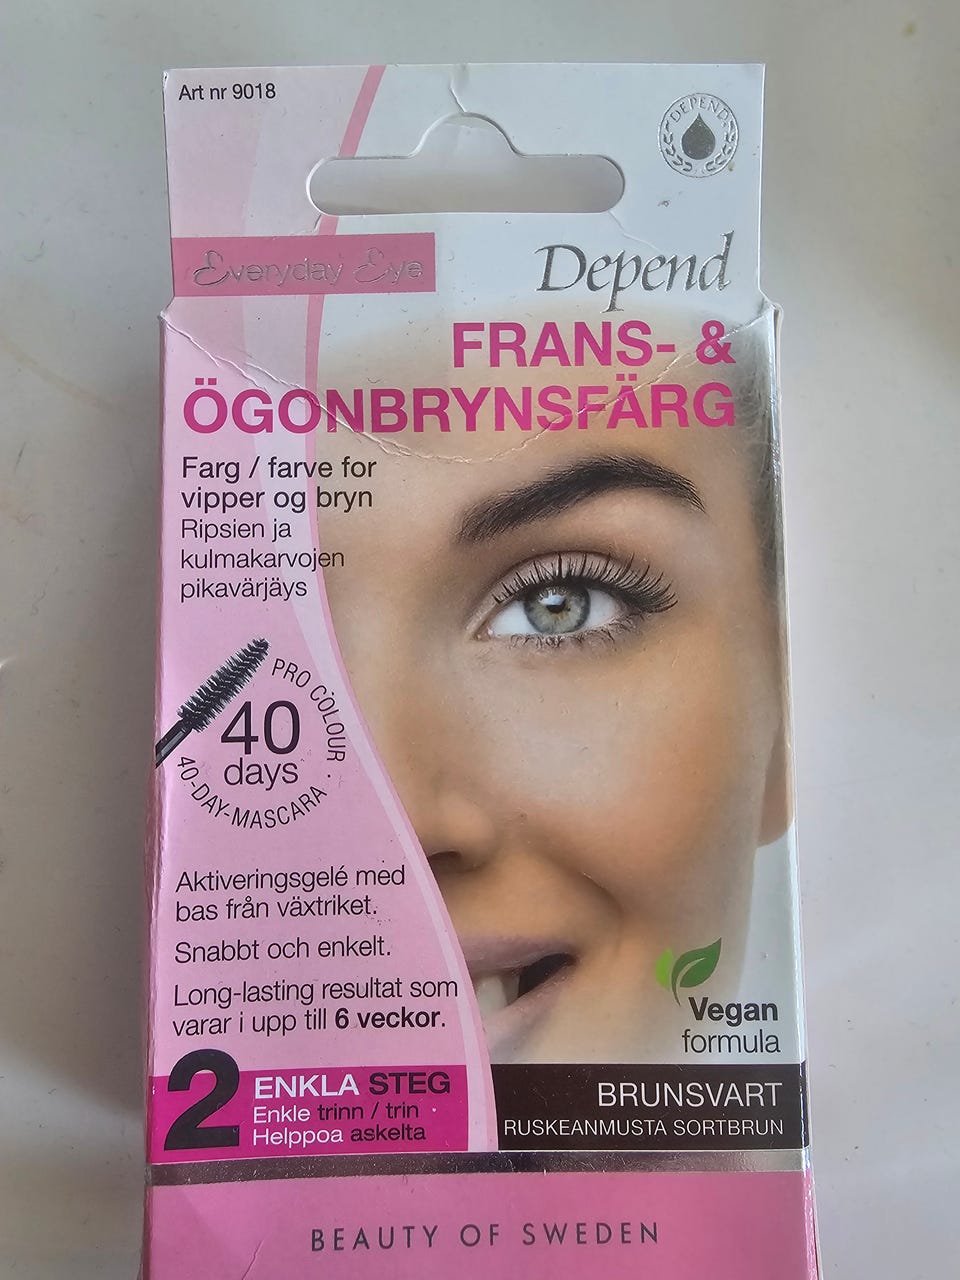 Art nr 9018
DEPEND
Everyday Eye
Depend
FRANS- &
ÖGONBRYNSFÄRG
Farg / farve for
vipper og bryn
Ripsien ja
kulmakarvojen
pikavärjäys
PRO COLOUR ·
40
days
40-DAY-MASCARA
Aktiveringsgelé med
bas från växtriket.
Snabbt och enkelt.
Long-lasting resultat som
varar i upp till 6 veckor.
Vegan
formula
2 ENKLA STEG
Enkle trinn / trin
Helppoa askelta
BRUNSVART
RUSKEANMUSTA SORTBRUN
BEAUTY OF SWEDEN